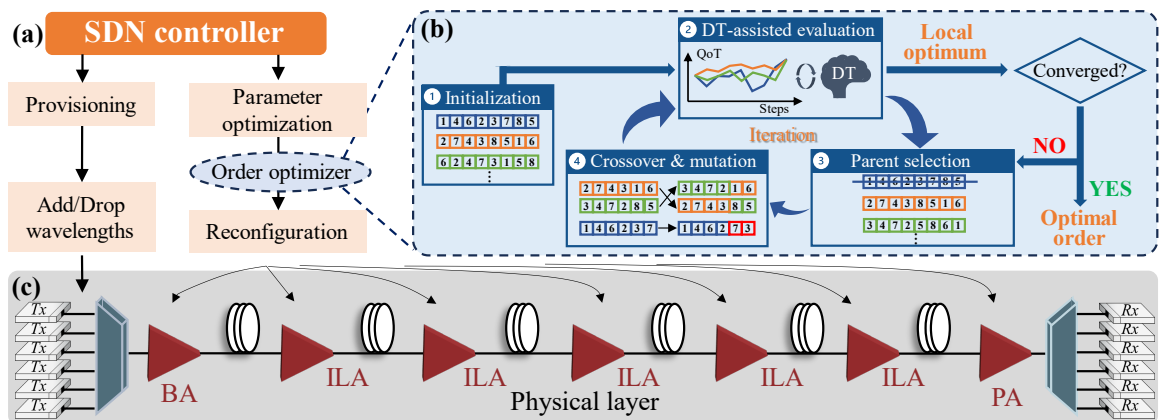 (a)
SDN controller
Provisioning
Add/Drop
wavelengths
Parameter
optimization
Order optimizer
Reconfiguration
(b)
1 Initialization
1 4 6 2 3 7 8 5
2 7 4 3 8 5 1 6
6 2 4 7 3 1 5 8
⋮
2 DT-assisted evaluation
QoT
Steps
DT
Local
optimum
Converged?
NO
YES
Optimal
order
Iteration
3 Parent selection
1 4 6 2 3 7 8 5
2 7 4 3 8 5 1 6
3 4 7 2 5 8 6 1
⋮
4 Crossover & mutation
2 7 4 3 1 6
3 4 7 2 8 5
1 4 6 2 3 7
3 4 7 2 1 6
2 7 4 3 8 5
1 4 6 2 7 3
(c)
Tx
Tx
Tx
Tx
Tx
Tx
BA
ILA
ILA
ILA
ILA
ILA
PA
Physical layer
Rx
Rx
Rx
Rx
Rx
Rx